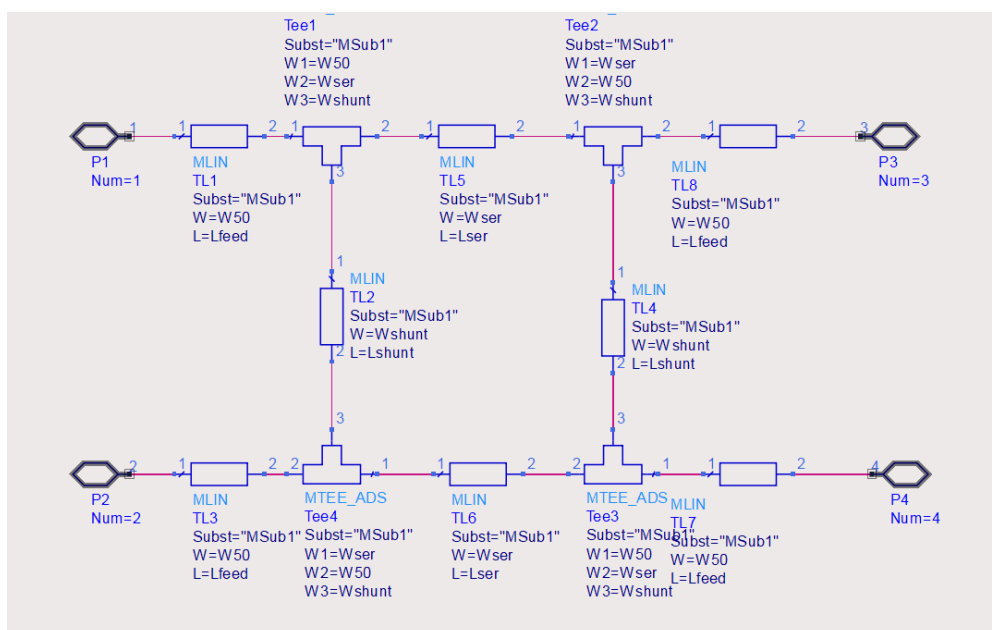 Tee1
Subst="MSub1"
W1=W50
W2=Wser
W3=Wshunt
Tee2
Subst="MSub1"
W1=Wser
W2=W50
W3=Wshunt
1 1 2 1 2 1 2 1 2 1 2 3
3 3
P1
Num=1
MLIN
TL1
Subst="MSub1"
W=W50
L=Lfeed
MLIN
TL5
Subst="MSub1"
W=Wser
L=Lser
MLIN
TL8
Subst="MSub1"
W=W50
L=Lfeed
P3
Num=3
1
MLIN
TL2
Subst="MSub1"
W=Wshunt
2 L=Lshunt
1
MLIN
TL4
Subst="MSub1"
W=Wshunt
2 L=Lshunt
3 3
2 1 2 2 1 1 2 2 1 1 2 4
P2
Num=2
MLIN
TL3
Subst="MSub1"
W=W50
L=Lfeed
MTEE_ADS
Tee4
Subst="MSub1"
W1=Wser
W2=W50
W3=Wshunt
MLIN
TL6
Subst="MSub1"
W=Wser
L=Lser
MTEE_ADS
Tee3
Subst="MSub1"
W1=W50
W2=Wser
W3=Wshunt
MLIN
TL7
Subst="MSub1"
W=W50
L=Lfeed
P4
Num=4